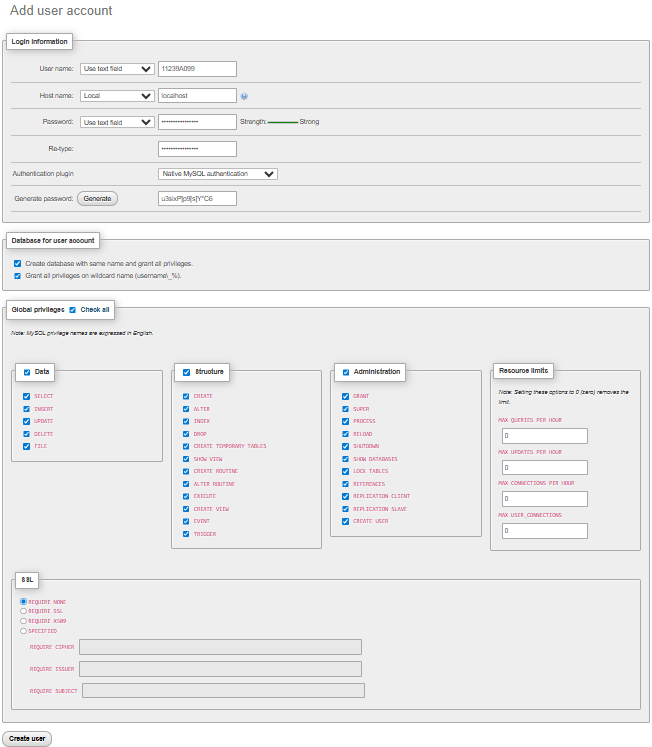 Add user account
Login Information
User name: Use text field 11239A099
Host name: Local localhost
Password: Use text field •••••••••••••••• Strength: Strong
Re-type: ••••••••••••••••
Authentication plugin Native MySQL authentication
Generate password: Generate
Database for user account
Create database with same name and grant all privileges.
Grant all privileges on wildcard name (username\_%).
Global privileges Check all
Note: MySQL privilege names are expressed in English.
Data
SELECT
INSERT
UPDATE
DELETE
FILE
Structure
CREATE
ALTER
INDEX
DROP
CREATE TEMPORARY TABLES
SHOW VIEW
CREATE ROUTINE
ALTER ROUTINE
EXECUTE
CREATE VIEW
EVENT
TRIGGER
Administration
GRANT
SUPER
PROCESS
RELOAD
SHUTDOWN
SHOW DATABASES
LOCK TABLES
REFERENCES
REPLICATION CLIENT
REPLICATION SLAVE
CREATE USER
Resource limits
Note: Setting these options to 0 (zero) removes the
limit.
MAX QUERIES PER HOUR
0
MAX UPDATES PER HOUR
0
MAX CONNECTIONS PER HOUR
0
MAX USER_CONNECTIONS
0
SSL
REQUIRE NONE
REQUIRE SSL
REQUIRE X509
SPECIFIED
REQUIRE CIPHER
REQUIRE ISSUER
REQUIRE SUBJECT
Create user